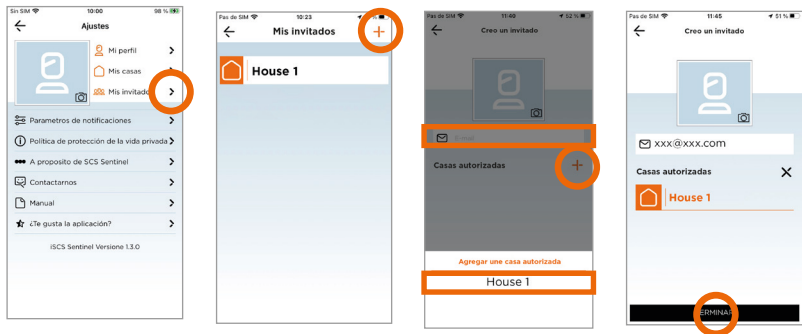 Sin SIM 10:00 98 %
Ajustes
Mi perfil
Mis casas
Mis invitado
Parametros de notificaciones
Política de protección de la vida privada
A proposito de SCS Sentinel
Contactarnos
Manual
¿Te gusta la aplicación?
iSCS Sentinel Versione 1.3.0
Pas de SIM 10:23 %
Mis invitados
House 1
Pas de SIM 11:48 52 %
Creo un invitado
E-mail
Casas autorizadas
Agregar une casa autorizada
House 1
Pas de SIM 11:45 51 %
Creo un invitado
xxx@xxx.com
Casas autorizadas
House 1
ERMINA